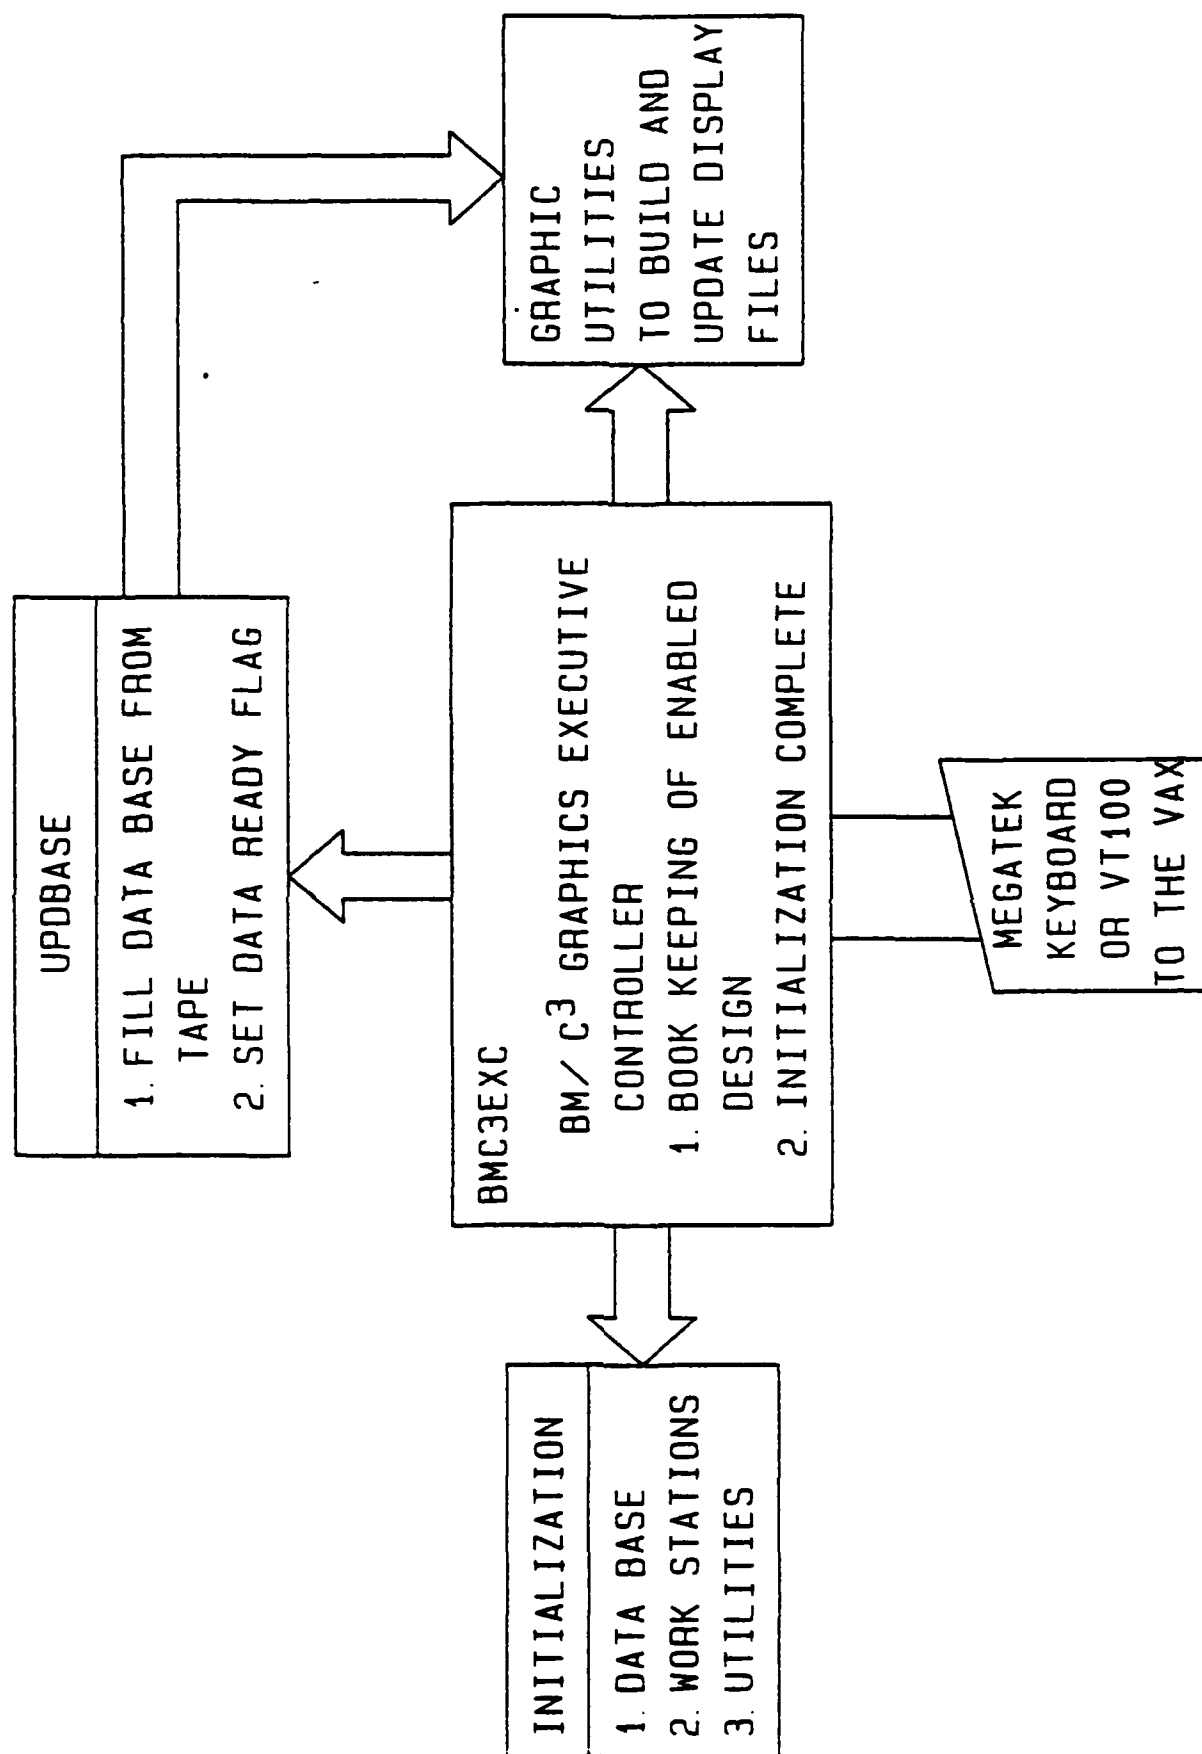 UPDBASE
1. FILL DATA BASE FROM
TAPE
2. SET DATA READY FLAG
INITIALIZATION
1. DATA BASE
2. WORK STATIONS
3. UTILITIES
BMC3EXC
BM/C³ GRAPHICS EXECUTIVE
CONTROLLER
1. BOOK KEEPING OF ENABLED
DESIGN
2. INITIALIZATION COMPLETE
GRAPHIC
UTILITIES
TO BUILD AND
UPDATE DISPLAY
FILES
MEGATEK
KEYBOARD
OR VT100
TO THE VAX